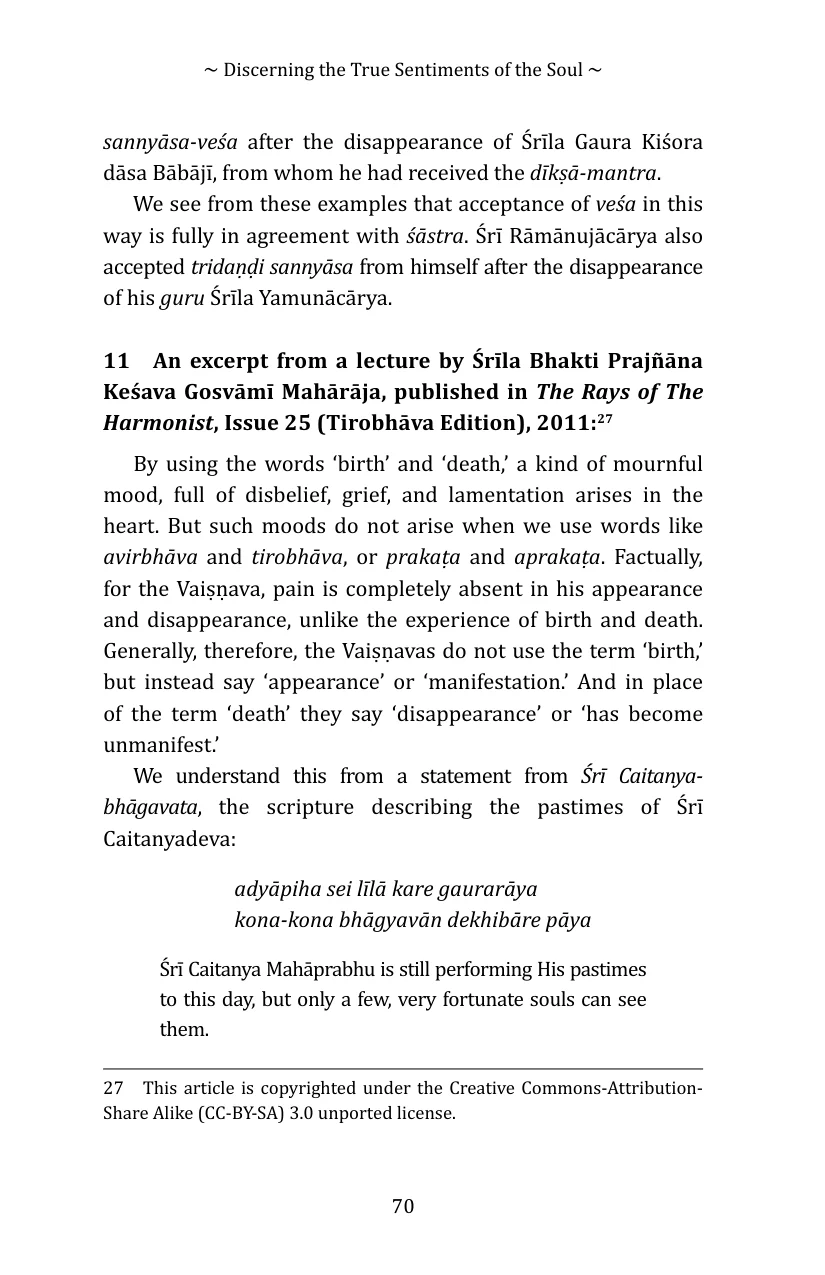 ~ Discerning the True Sentiments of the Soul ~
sannyāsa-veśa after the disappearance of Śrīla Gaura Kiśora
dāsa Bābājī, from whom he had received the dīkṣā-mantra.
We see from these examples that acceptance of veśa in this
way is fully in agreement with śāstra. Śrī Rāmānujācārya also
accepted tridaṇḍi sannyāsa from himself after the disappearance
of his guru Śrīla Yamunācārya.
11 An excerpt from a lecture by Śrīla Bhakti Prajñāna
Keśava Gosvāmī Mahārāja, published in The Rays of The
Harmonist, Issue 25 (Tirobhāva Edition), 2011:27
By using the words ‘birth’ and ‘death,’ a kind of mournful
mood, full of disbelief, grief, and lamentation arises in the
heart. But such moods do not arise when we use words like
avirbhāva and tirobhāva, or prakaṭa and aprakaṭa. Factually,
for the Vaiṣṇava, pain is completely absent in his appearance
and disappearance, unlike the experience of birth and death.
Generally, therefore, the Vaiṣṇavas do not use the term ‘birth,’
but instead say ‘appearance’ or ‘manifestation.’ And in place
of the term ‘death’ they say ‘disappearance’ or ‘has become
unmanifest.’
We understand this from a statement from Śrī Caitanya-
bhāgavata, the scripture describing the pastimes of Śrī
Caitanyadeva:
adyāpiha sei līlā kare gaurarāya
kona-kona bhāgyavān dekhibāre pāya
Śrī Caitanya Mahāprabhu is still performing His pastimes
to this day, but only a few, very fortunate souls can see
them.
27 This article is copyrighted under the Creative Commons-Attribution-
Share Alike (CC-BY-SA) 3.0 unported license.
70